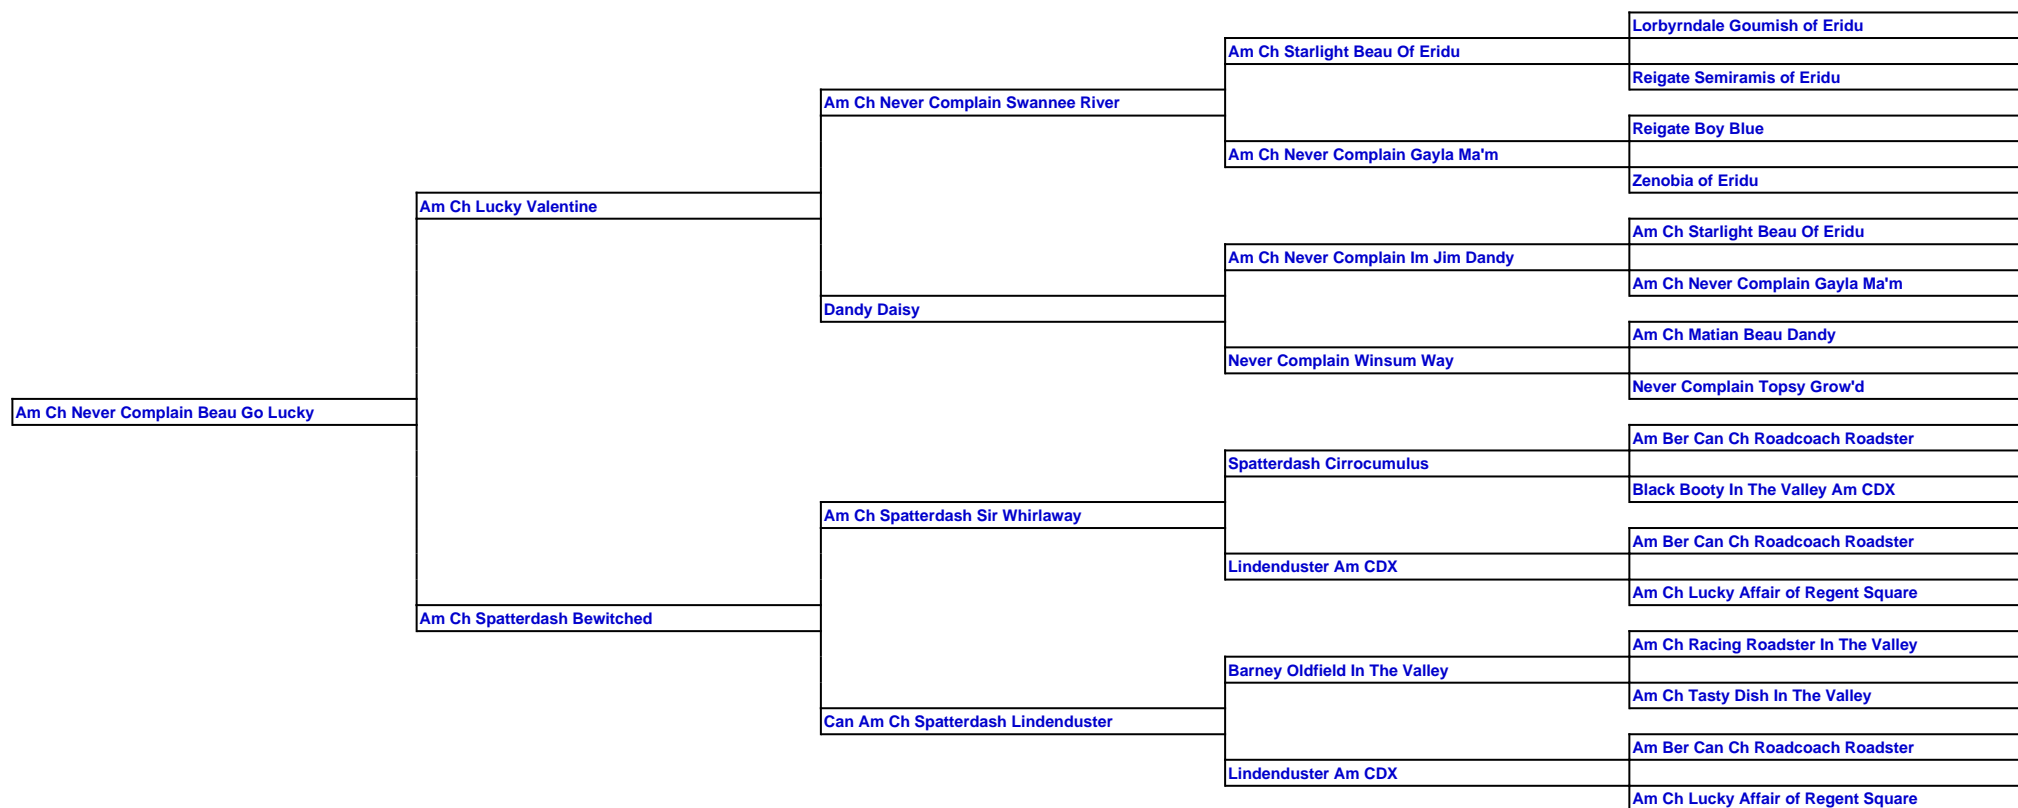 Lorbyrndale Goumish of Eridu
Am Ch Starlight Beau Of Eridu
Reigate Semiramis of Eridu
Am Ch Never Complain Swannee River
Reigate Boy Blue
Am Ch Never Complain Gayla Ma'm
Zenobia of Eridu
Am Ch Lucky Valentine
Am Ch Starlight Beau Of Eridu
Am Ch Never Complain Im Jim Dandy
Am Ch Never Complain Gayla Ma'm
Dandy Daisy
Am Ch Matian Beau Dandy
Never Complain Winsum Way
Never Complain Topsy Grow'd
Am Ch Never Complain Beau Go Lucky
Am Ber Can Ch Roadcoach Roadster
Spatterdash Cirrocumulus
Black Booty In The Valley Am CDX
Am Ch Spatterdash Sir Whirlaway
Am Ber Can Ch Roadcoach Roadster
Lindenduster Am CDX
Am Ch Lucky Affair of Regent Square
Am Ch Spatterdash Bewitched
Am Ch Racing Roadster In The Valley
Barney Oldfield In The Valley
Am Ch Tasty Dish In The Valley
Can Am Ch Spatterdash Lindenduster
Am Ber Can Ch Roadcoach Roadster
Lindenduster Am CDX
Am Ch Lucky Affair of Regent Square